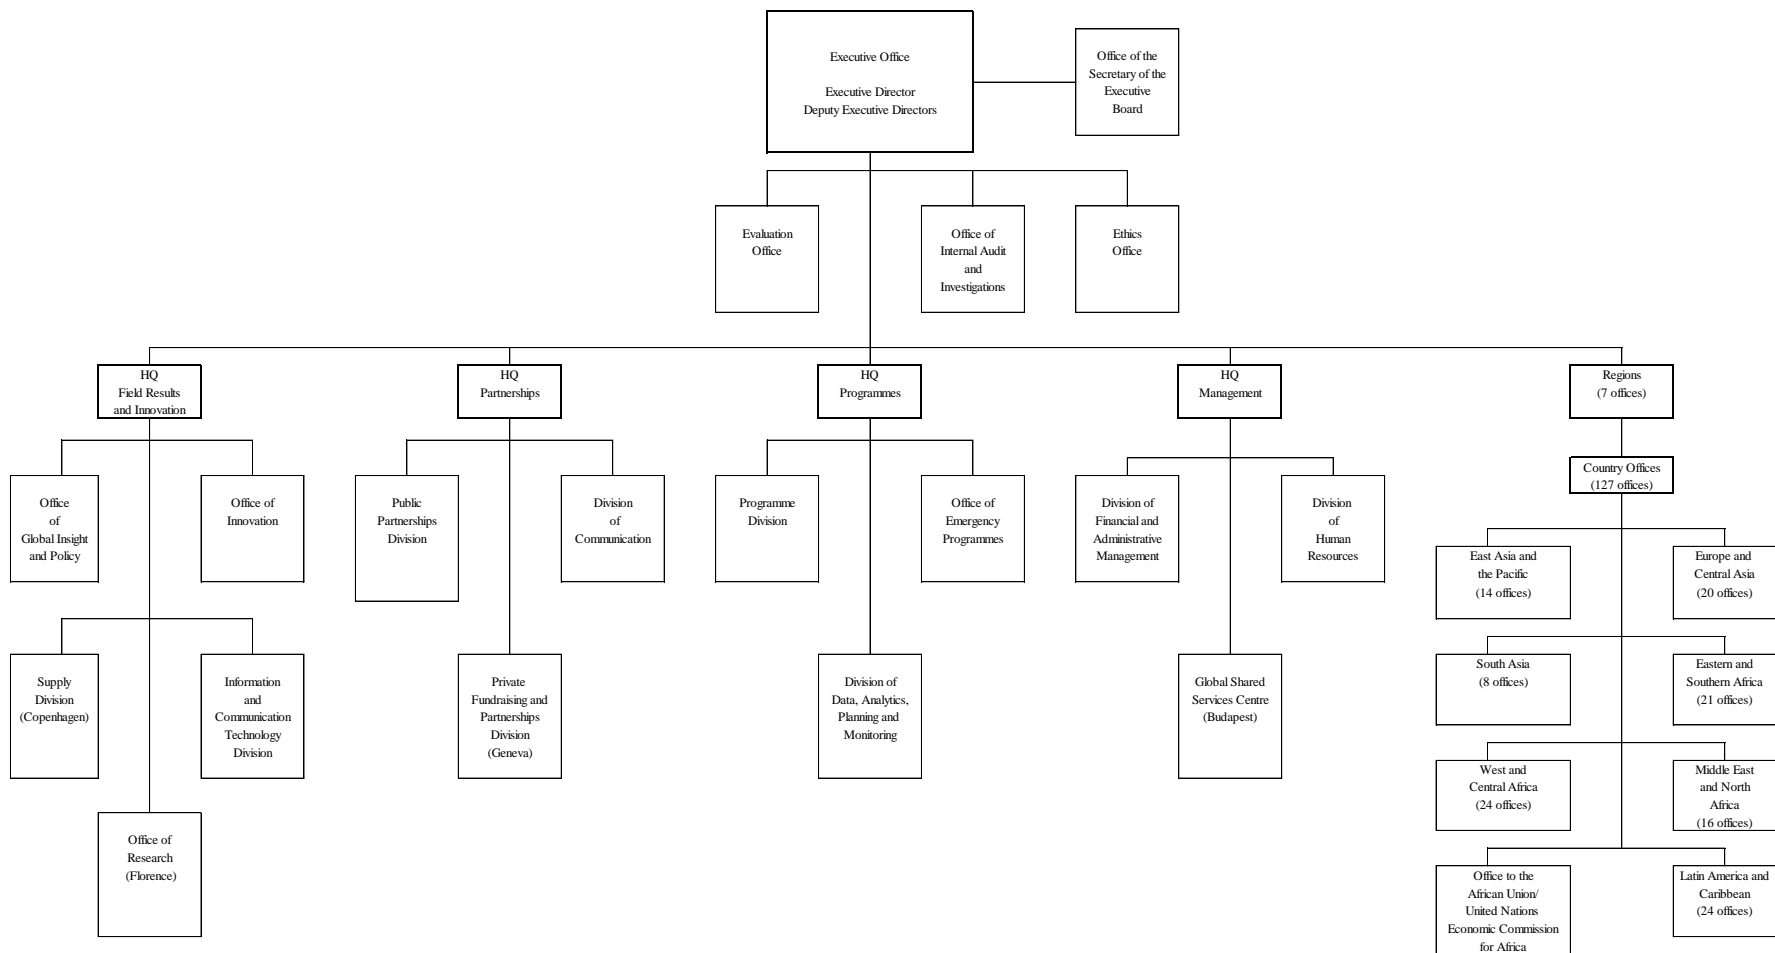 Executive Office
Executive Director
Deputy Executive Directors
Office of the
Secretary of the
Executive
Board
Evaluation
Office
Office of
Internal Audit
and
Investigations
Ethics
Office
HQ
Field Results
and Innovation
HQ
Partnerships
HQ
Programmes
HQ
Management
Regions
(7 offices)
Office
of
Global Insight
and Policy
Office of
Innovation
Public
Partnerships
Division
Division
of
Communication
Programme
Division
Office of
Emergency
Programmes
Division of
Financial and
Administrative
Management
Division
of
Human
Resources
Country Offices
(127 offices)
East Asia and
the Pacific
(14 offices)
Europe and
Central Asia
(20 offices)
Supply
Division
(Copenhagen)
Information
and
Communication
Technology
Division
Private
Fundraising and
Partnerships
Division
(Geneva)
Division of
Data, Analytics,
Planning and
Monitoring
Global Shared
Services Centre
(Budapest)
South Asia
(8 offices)
Eastern and
Southern Africa
(21 offices)
West and
Central Africa
(24 offices)
Middle East
and North
Africa
(16 offices)
Office of
Research
(Florence)
Office to the
African Union/
United Nations
Economic Commission
for Africa
Latin America and
Caribbean
(24 offices)